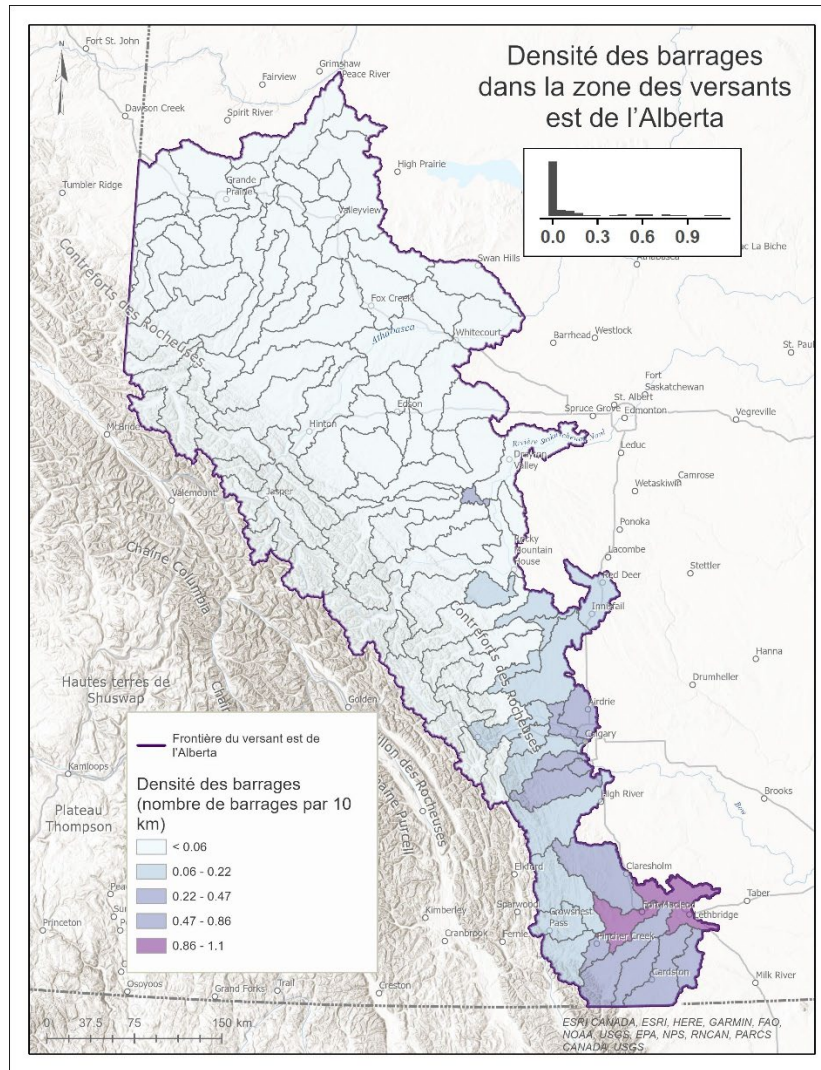 Densité des barrages
dans la zone des versants
est de l'Alberta
0.0 0.3 0.6 0.9
N
Fort St. John
Grimshaw
Peace River
Fairview
Dawson Creek
Spirit River
High Prairie
Tumbler Ridge
Grande
Prairie
Valleyview
Swan Hills
Contreforts des Rocheuses
Fox Creek
Athabasca
Whitecourt
Barrhead
Westlock
St. Paul
Fort
Saskatchewan
St. Albert
Spruce Grove
Edmonton
Vegreville
Edson
Hinton
Leduc
Drayton
Valley
Camrose
Wetaskiwin
Jasper
Valemount
Ponoka
Rocky
Mountain
House
Lacombe
Stettler
Red Deer
Chaîne Columbia
Innisfail
Contreforts des Rocheuses
Hanna
Hautes terres de
Shuswap
Drumheller
Golden
Airdrie
Calgary
Kamloops
Plateau
Thompson
High River
Brooks
Bow
Elkford
Claresholm
Sparwood
Fort Macleod
Taber
Lethbridge
Crowsnest
Pass
Kimberley
Fernie
Pincher Creek
Cranbrook
Princeton
Cardston
Milk River
Osoyoos
Grand Forks
Trail
Creston
Frontière du versant est de
l'Alberta
Densité des barrages
(nombre de barrages par 10
km)
< 0.06
0.06 - 0.22
0.22 - 0.47
0.47 - 0.86
0.86 - 1.1
0 37.5 75 150 km
ESRI CANADA, ESRI, HERE, GARMIN, FAO,
NOAA, USGS, EPA, NPS, RNCAN, PARCS
CANADA, USGS